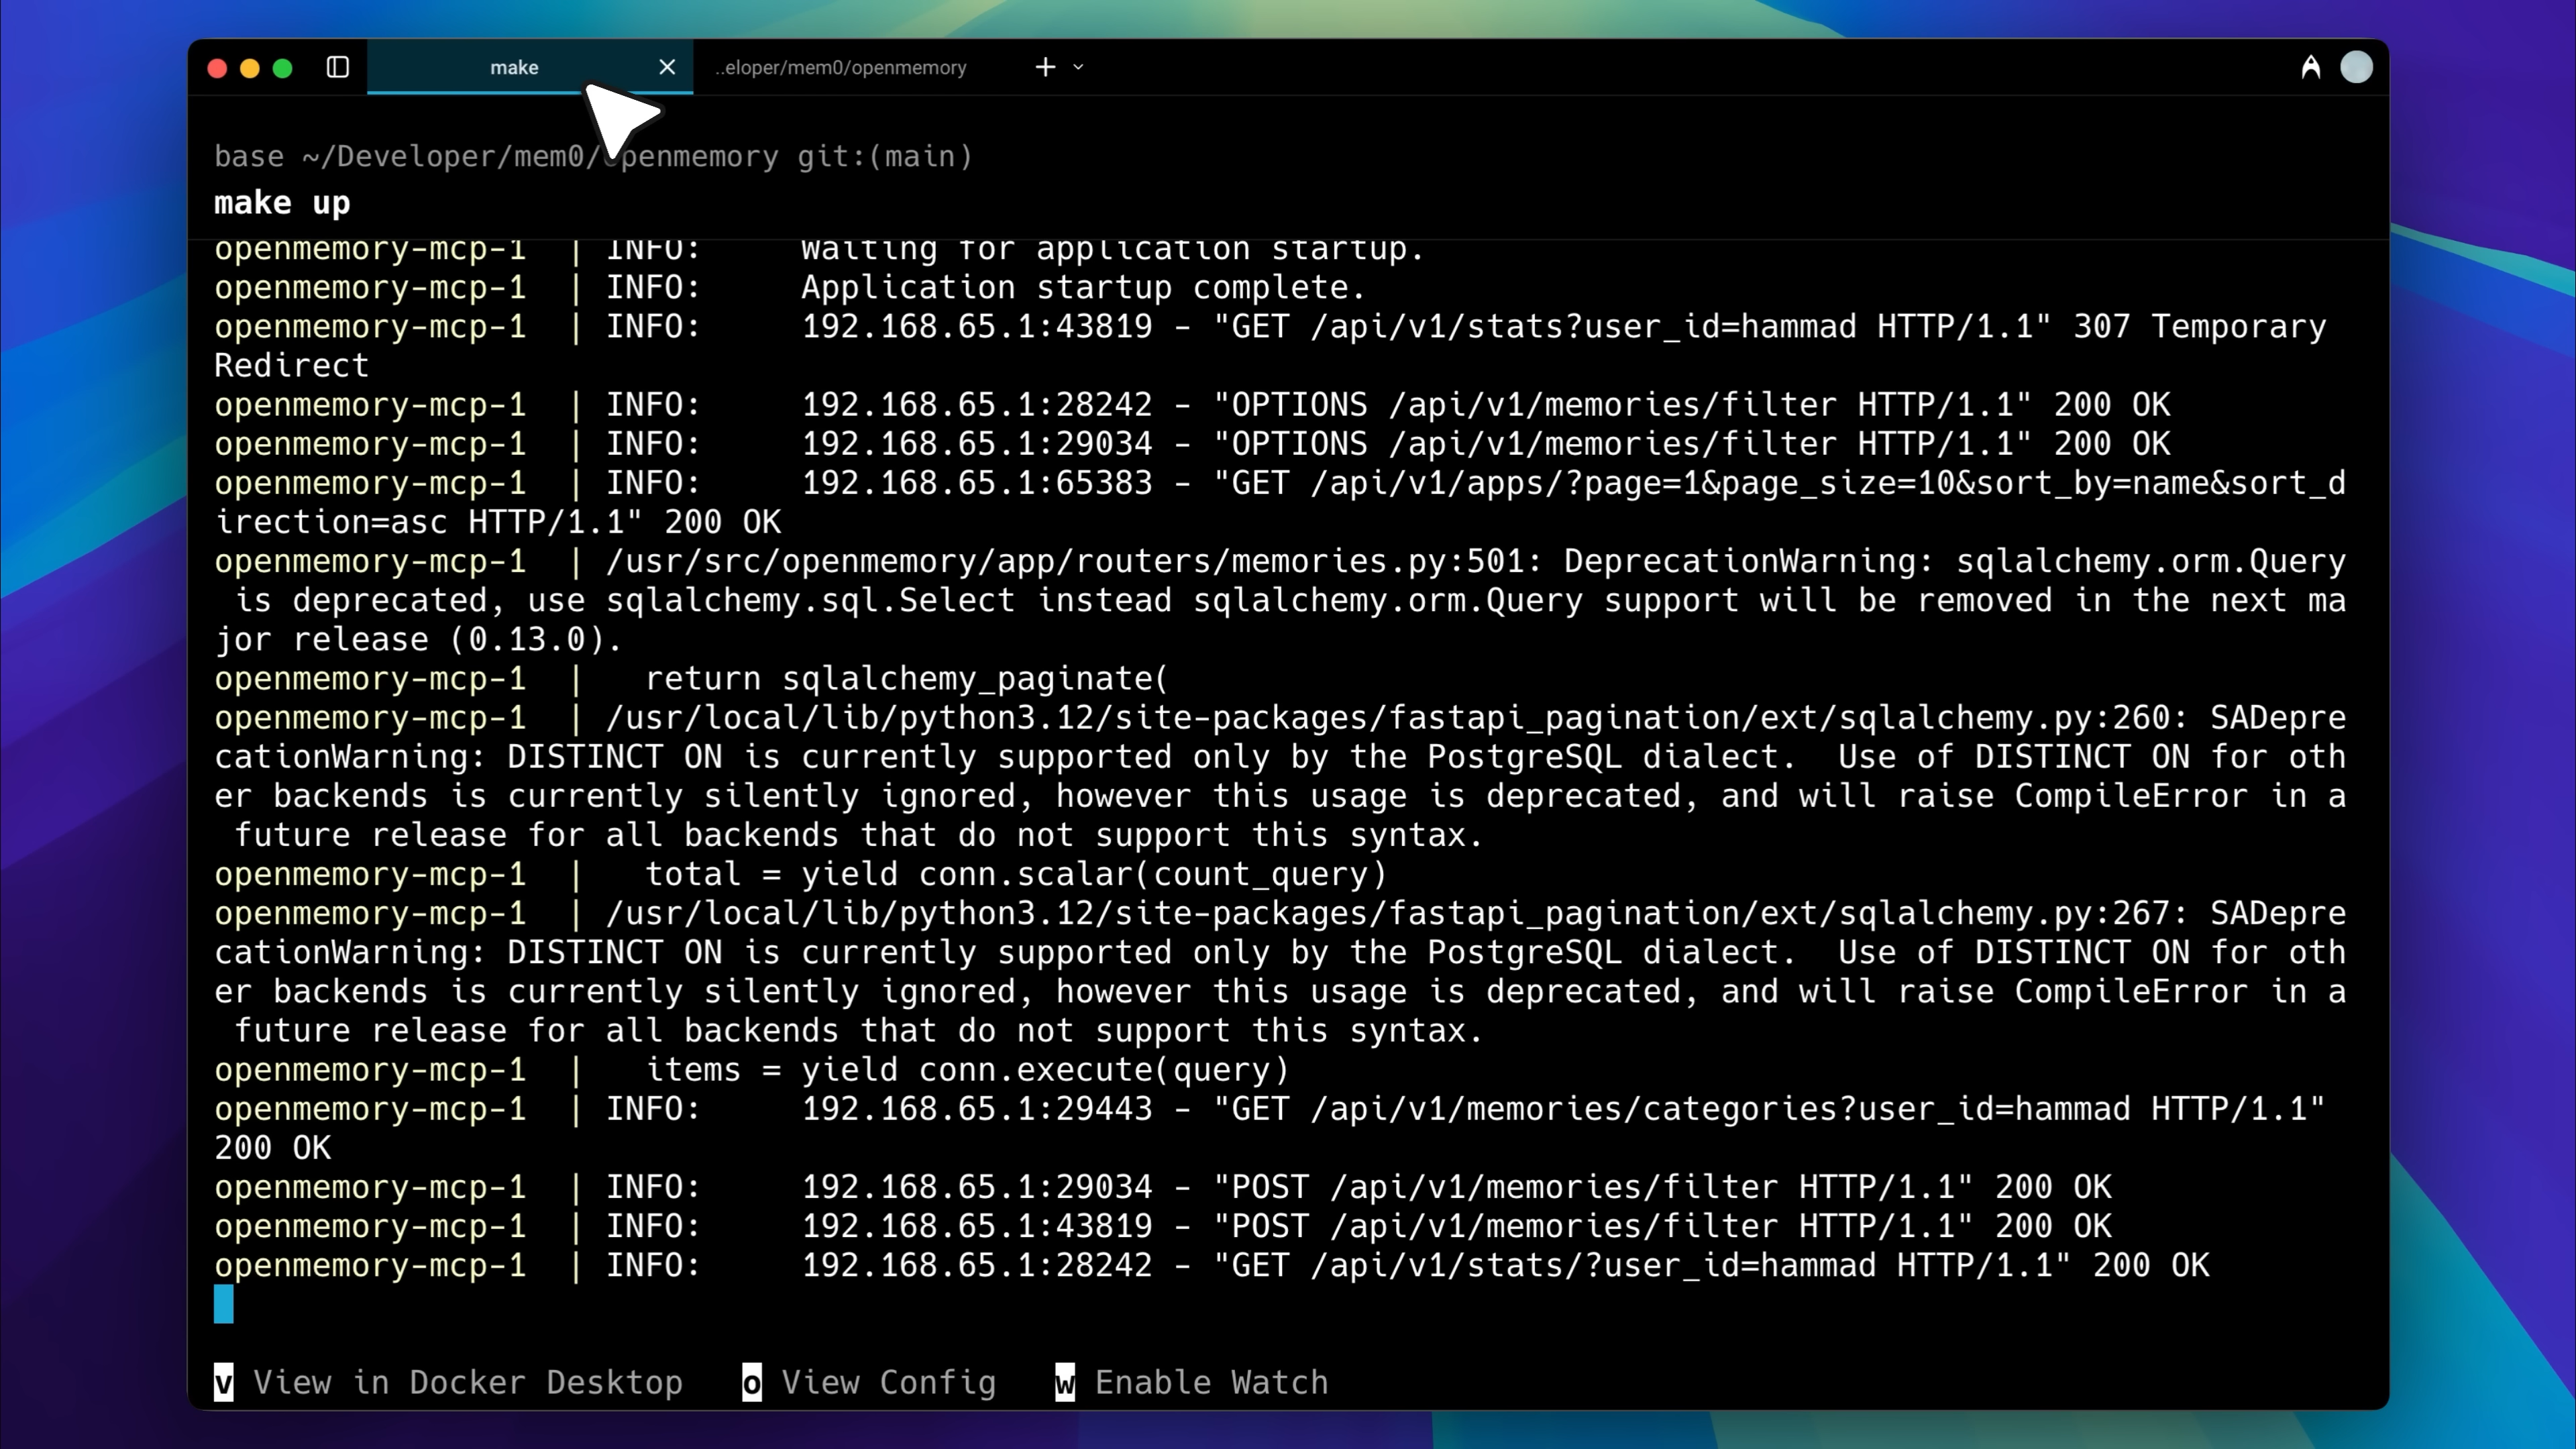 make
..eloper/mem0/openmemory
base ~/Developer/mem0/openmemory git:(main)
make up
openmemory-mcp-1  | INFO:     Waiting for application startup.
openmemory-mcp-1  | INFO:     Application startup complete.
openmemory-mcp-1  | INFO:     192.168.65.1:43819 - "GET /api/v1/stats?user_id=hammad HTTP/1.1" 307 Temporary
Redirect
openmemory-mcp-1  | INFO:     192.168.65.1:28242 - "OPTIONS /api/v1/memories/filter HTTP/1.1" 200 OK
openmemory-mcp-1  | INFO:     192.168.65.1:29034 - "OPTIONS /api/v1/memories/filter HTTP/1.1" 200 OK
openmemory-mcp-1  | INFO:     192.168.65.1:65383 - "GET /api/v1/apps/?page=1&page_size=10&sort_by=name&sort_d
irection=asc HTTP/1.1" 200 OK
openmemory-mcp-1  | /usr/src/openmemory/app/routers/memories.py:501: DeprecationWarning: sqlalchemy.orm.Query
 is deprecated, use sqlalchemy.sql.Select instead sqlalchemy.orm.Query support will be removed in the next ma
jor release (0.13.0).
openmemory-mcp-1  |   return sqlalchemy_paginate(
openmemory-mcp-1  | /usr/local/lib/python3.12/site-packages/fastapi_pagination/ext/sqlalchemy.py:260: SADepre
cationWarning: DISTINCT ON is currently supported only by the PostgreSQL dialect.  Use of DISTINCT ON for oth
er backends is currently silently ignored, however this usage is deprecated, and will raise CompileError in a
 future release for all backends that do not support this syntax.
openmemory-mcp-1  |   total = yield conn.scalar(count_query)
openmemory-mcp-1  | /usr/local/lib/python3.12/site-packages/fastapi_pagination/ext/sqlalchemy.py:267: SADepre
cationWarning: DISTINCT ON is currently supported only by the PostgreSQL dialect.  Use of DISTINCT ON for oth
er backends is currently silently ignored, however this usage is deprecated, and will raise CompileError in a
 future release for all backends that do not support this syntax.
openmemory-mcp-1  |   items = yield conn.execute(query)
openmemory-mcp-1  | INFO:     192.168.65.1:29443 - "GET /api/v1/memories/categories?user_id=hammad HTTP/1.1"
200 OK
openmemory-mcp-1  | INFO:     192.168.65.1:29034 - "POST /api/v1/memories/filter HTTP/1.1" 200 OK
openmemory-mcp-1  | INFO:     192.168.65.1:43819 - "POST /api/v1/memories/filter HTTP/1.1" 200 OK
openmemory-mcp-1  | INFO:     192.168.65.1:28242 - "GET /api/v1/stats/?user_id=hammad HTTP/1.1" 200 OK
v View in Docker Desktop   o View Config   w Enable Watch